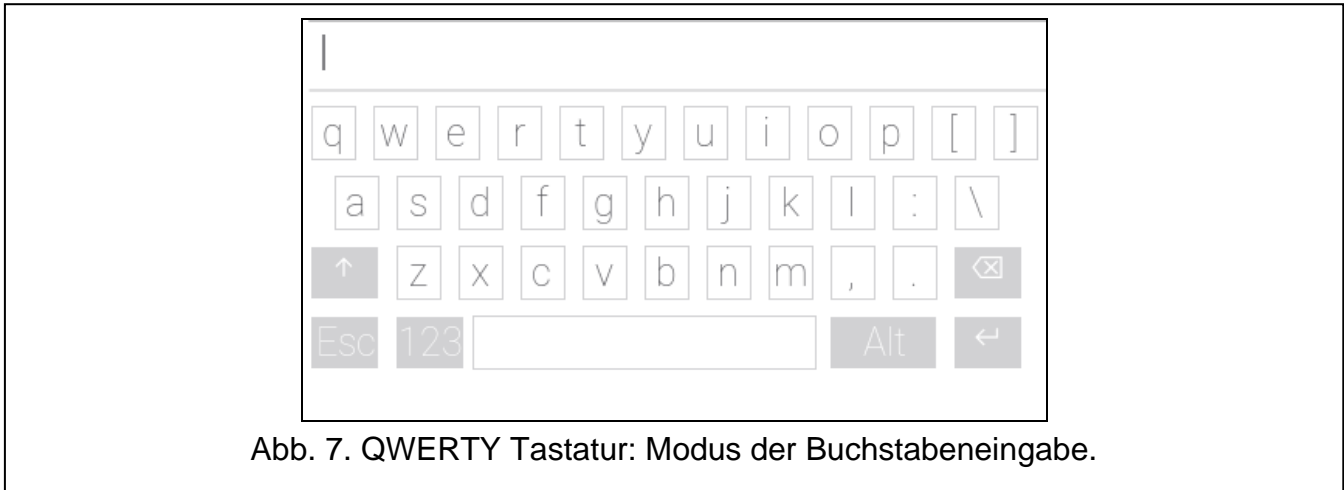 q w e r t y u i o p [ ]
a s d f g h j k l : \
↑ z x c v b n m , . ⌫
Esc 123 Alt ↵
Abb. 7. QWERTY Tastatur: Modus der Buchstabeneingabe.